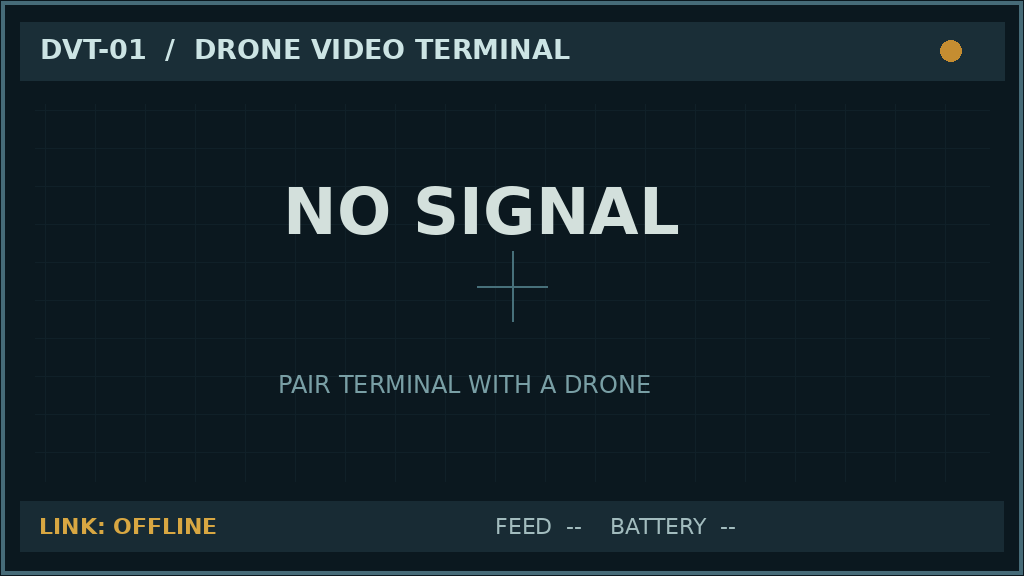 DVT-01 / DRONE VIDEO TERMINAL
NO SIGNAL
PAIR TERMINAL WITH A DRONE
LINK: OFFLINE FEED -- BATTERY --